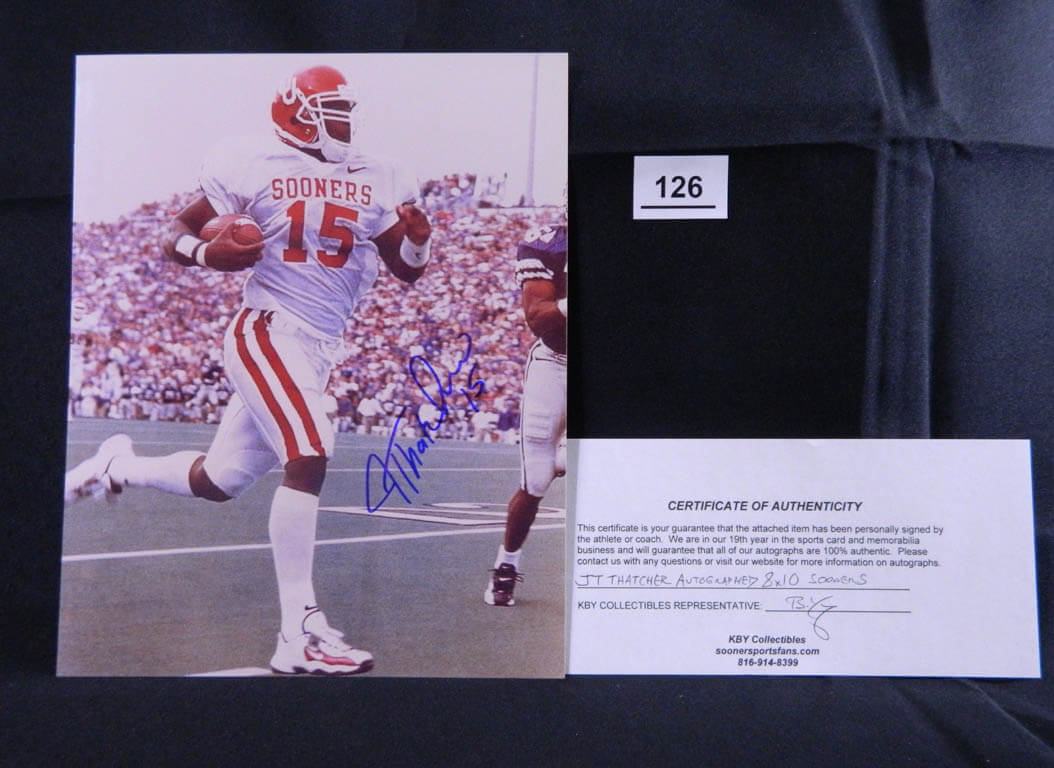 SOONERS
15
JThatcher
15
126
CERTIFICATE OF AUTHENTICITY
This certificate is your guarantee that the attached item has been personally signed by
the athlete or coach. We are in our 19th year in the sports card and memorabilia
business and will guarantee that all of our autographs are 100% authentic. Please
contact us with any questions or visit our website for more information on autographs.
JT THATCHER AUTOGRAPHED 8x10 SOONERS
KBY COLLECTIBLES REPRESENTATIVE:
KBY Collectibles
soonersportsfans.com
816-914-8399